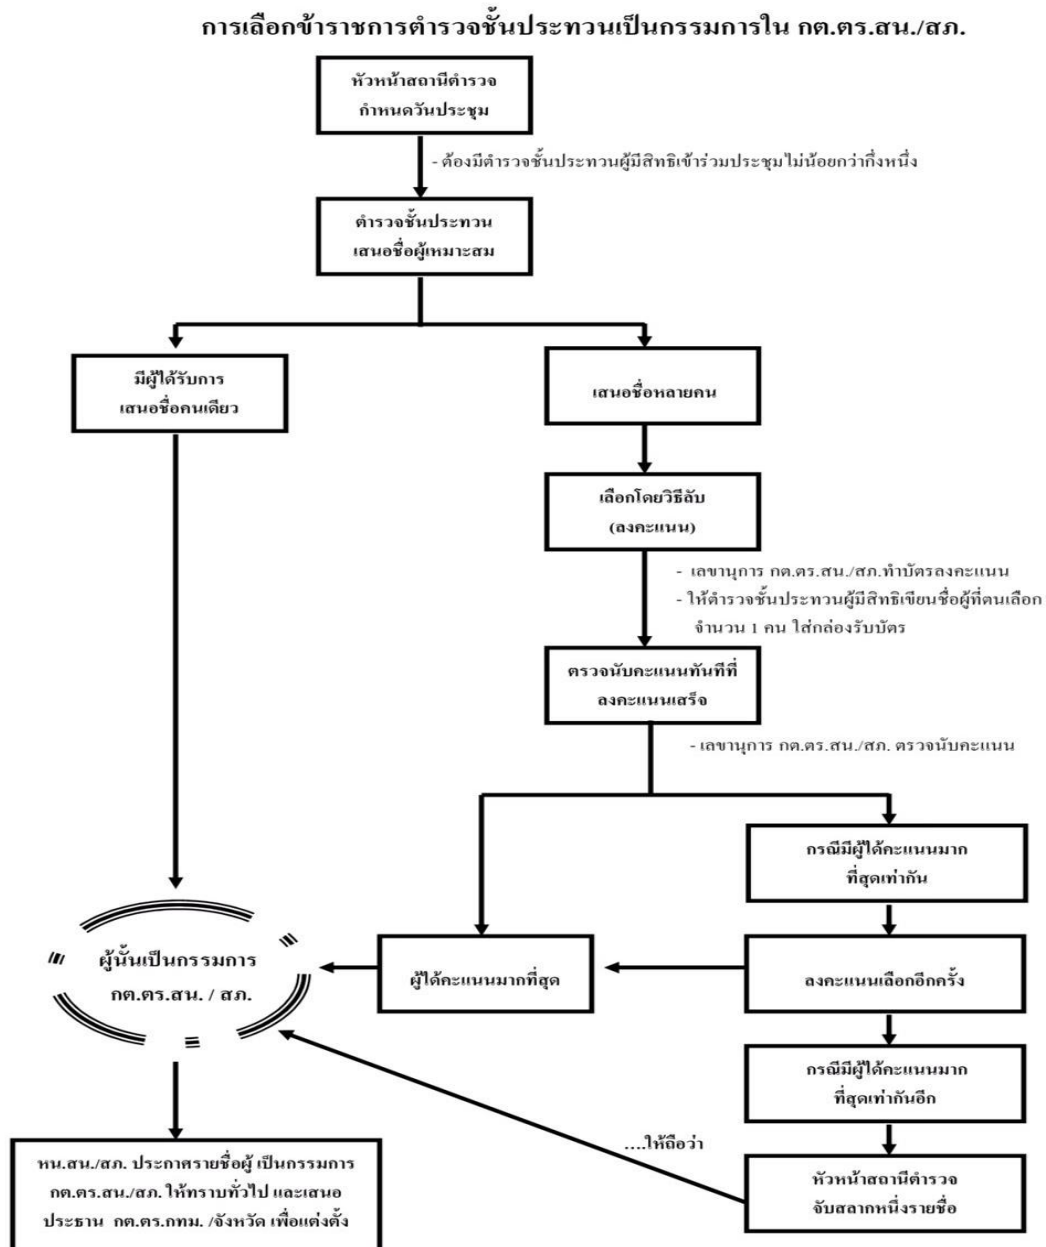 การเลือกข้าราชการตำรวจชั้นประทวนเป็นกรรมการใน กต.ตร.สน./สภ.
หัวหน้าสถานีตำรวจ
กำหนดวันประชุม
- ต้องมีตำรวจชั้นประทวนผู้มีสิทธิเข้าร่วมประชุมไม่น้อยกว่ากึ่งหนึ่ง
ตำรวจชั้นประทวน
เสนอชื่อผู้เหมาะสม
มีผู้ได้รับการ
เสนอชื่อคนเดียว
เสนอชื่อหลายคน
เลือกโดยวิธีลับ
(ลงคะแนน)
- เลขานุการ กต.ตร.สน./สภ.ทำบัตรลงคะแนน
- ให้ตำรวจชั้นประทวนผู้มีสิทธิเขียนชื่อผู้ที่ตนเลือก
จำนวน 1 คน ใส่กล่องรับบัตร
ตรวจนับคะแนนทันทีที่
ลงคะแนนเสร็จ
- เลขานุการ กต.ตร.สน./สภ. ตรวจนับคะแนน
กรณีมีผู้ได้คะแนนมาก
ที่สุดเท่ากัน
ผู้นั้นเป็นกรรมการ
กต.ตร.สน. / สภ.
ผู้ได้คะแนนมากที่สุด
ลงคะแนนเลือกอีกครั้ง
กรณีมีผู้ได้คะแนนมาก
ที่สุดเท่ากันอีก
....ให้ถือว่า
หัวหน้าสถานีตำรวจ
จับสลากหนึ่งรายชื่อ
หน.สน./สภ. ประกาศรายชื่อผู้ เป็นกรรมการ
กต.ตร.สน./สภ. ให้ทราบทั่วไป และเสนอ
ประธาน กต.ตร.กทม. /จังหวัด เพื่อแต่งตั้ง